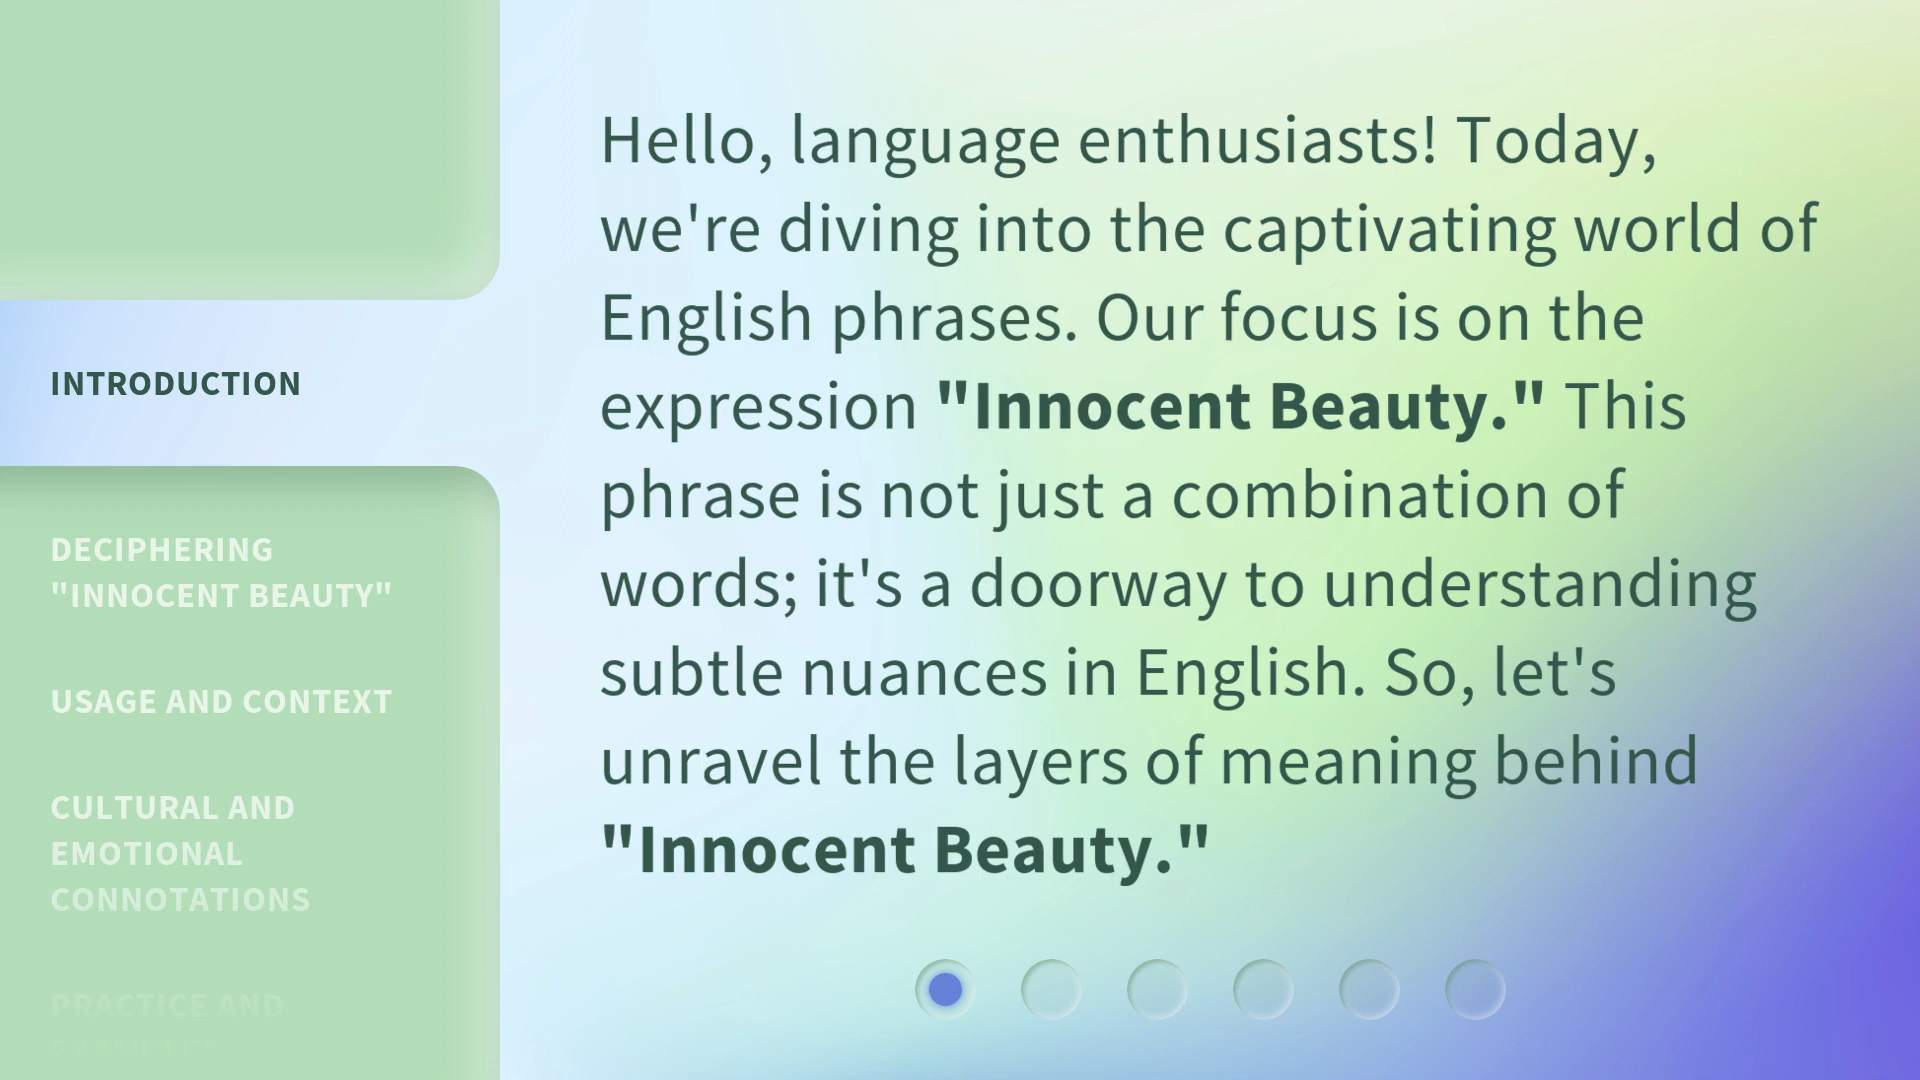 INTRODUCTION
DECIPHERING
"INNOCENT BEAUTY"
USAGE AND CONTEXT
CULTURAL AND
EMOTIONAL
CONNOTATIONS
PRACTICE AND
Hello, language enthusiasts! Today,
we're diving into the captivating world of
English phrases. Our focus is on the
expression "Innocent Beauty." This
phrase is not just a combination of
words; it's a doorway to understanding
subtle nuances in English. So, let's
unravel the layers of meaning behind
"Innocent Beauty."